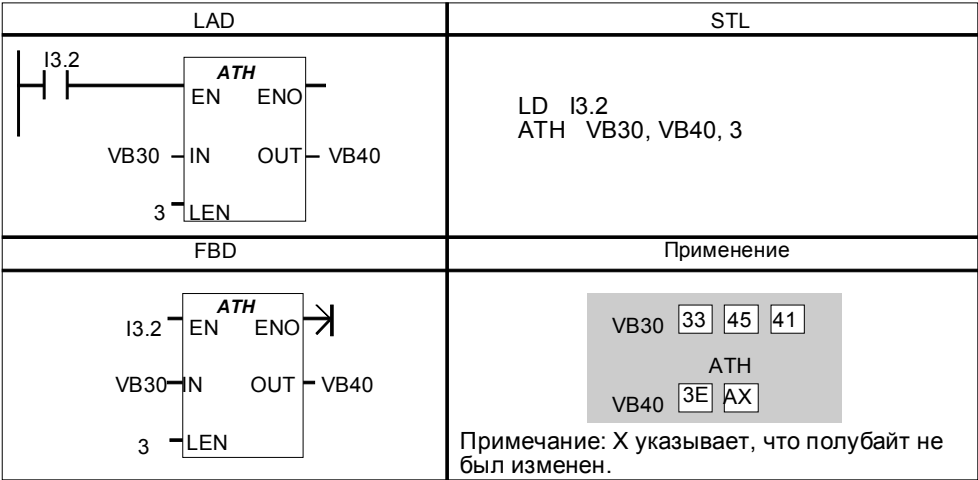 LAD
STL
I3.2
ATH
EN ENO
VB30 IN OUT VB40
3 LEN
LD I3.2
ATH VB30, VB40, 3
FBD
Применение
ATH
I3.2 EN ENO
VB30 IN OUT VB40
3 LEN
VB30 33 45 41
ATH
VB40 3E AX
Примечание: X указывает, что полубайт не
был изменен.